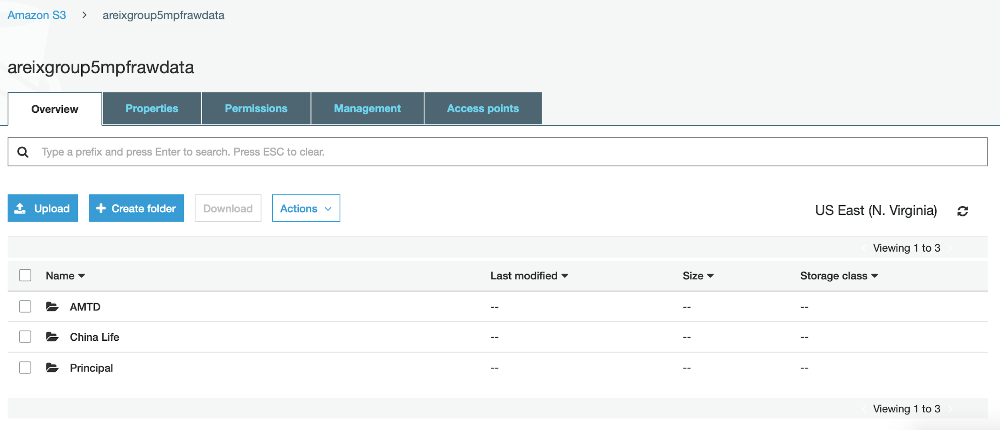 Amazon S3 > areixgroup5mpfrawdata
areixgroup5mpfrawdata
Overview Properties Permissions Management Access points
Type a prefix and press Enter to search. Press ESC to clear.
Upload + Create folder Download Actions US East (N. Virginia)
Viewing 1 to 3
Name Last modified Size Storage class
AMTD -- -- --
China Life -- -- --
Principal -- -- --
Viewing 1 to 3